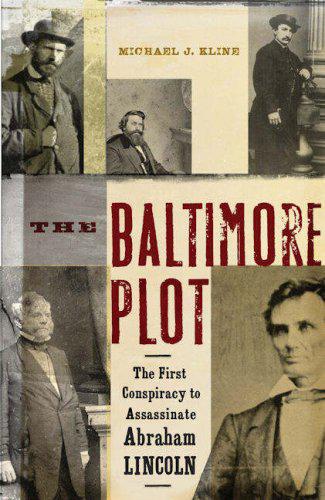 MICHAEL J. KLINE
THE
BALTIMORE
PLOT
The First
Conspiracy to
Assassinate
Abraham
LINCOLN